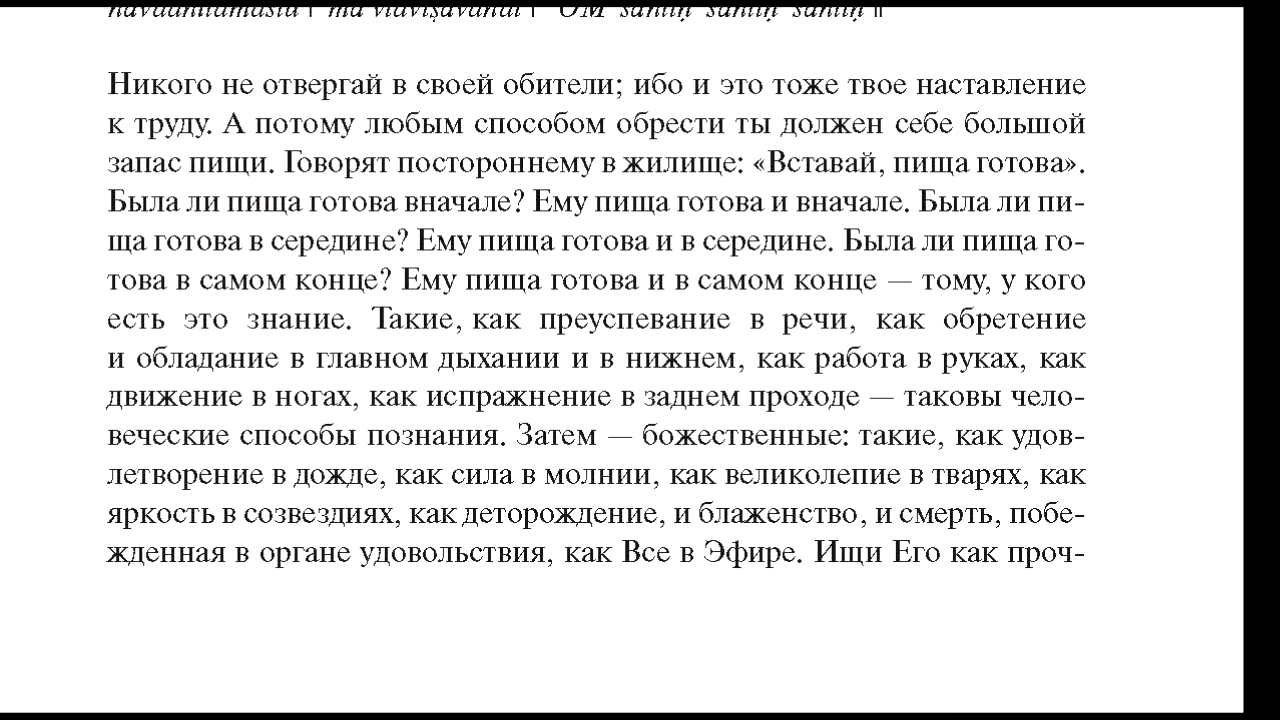 Никого не отвергай в своей обители; ибо и это тоже твое наставление
к труду. А потому любым способом обрести ты должен себе большой
запас пищи. Говорят постороннему в жилище: «Вставай, пища готова».
Была ли пища готова вначале? Ему пища готова и вначале. Была ли пи-
ща готова в середине? Ему пища готова и в середине. Была ли пища го-
това в самом конце? Ему пища готова и в самом конце — тому, у кого
есть это знание. Такие, как преуспевание в речи, как обретение
и обладание в главном дыхании и в нижнем, как работа в руках, как
движение в ногах, как испражнение в заднем проходе — таковы чело-
веческие способы познания. Затем — божественные: такие, как удов-
летворение в дожде, как сила в молнии, как великолепие в тварях, как
яркость в созвездиях, как деторождение, и блаженство, и смерть, побе-
жденная в органе удовольствия, как Все в Эфире. Ищи Его как проч-